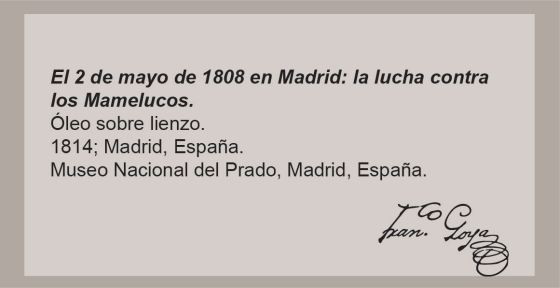 El 2 de mayo de 1808 en Madrid: la lucha contra
los Mamelucos.
Óleo sobre lienzo.
1814; Madrid, España.
Museo Nacional del Prado, Madrid, España.
Fran.co Goya